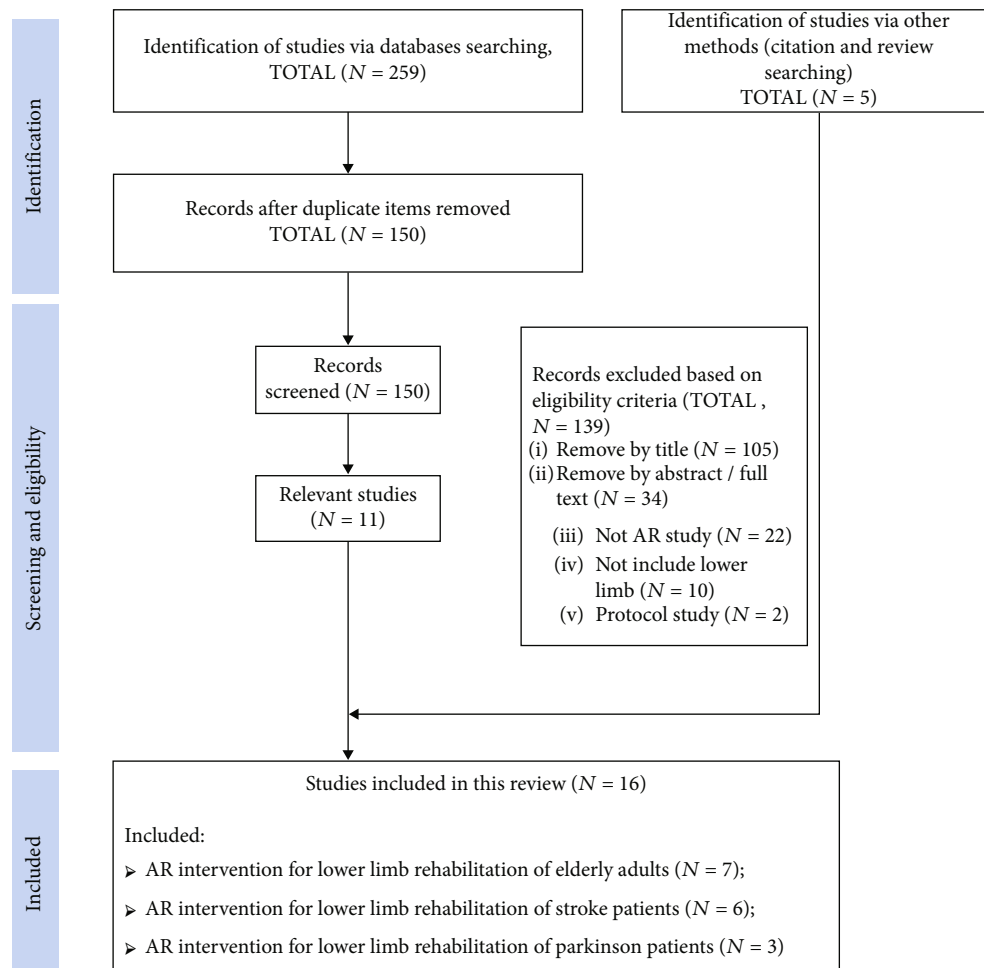 Identification
Identification of studies via databases searching,
TOTAL (N = 259)
Identification of studies via other
methods (citation and review
searching)
TOTAL (N = 5)
Records after duplicate items removed
TOTAL (N = 150)
Screening and eligibility
Records
screened (N = 150)
Relevant studies
(N = 11)
Records excluded based on
eligibility criteria (TOTAL ,
N = 139)
(i) Remove by title (N = 105)
(ii) Remove by abstract / full
text (N = 34)
(iii) Not AR study (N = 22)
(iv) Not include lower
limb (N = 10)
(v) Protocol study (N = 2)
Included
Studies included in this review (N = 16)
Included:
➢ AR intervention for lower limb rehabilitation of elderly adults (N = 7);
➢ AR intervention for lower limb rehabilitation of stroke patients (N = 6);
➢ AR intervention for lower limb rehabilitation of parkinson patients (N = 3)